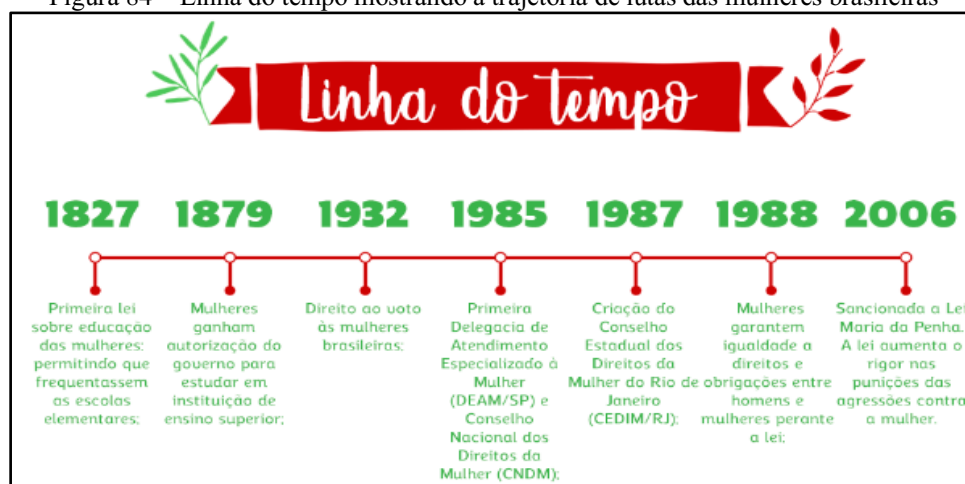 Figura 84 – Linha do tempo mostrando a trajetória de lutas das mulheres brasileiras
Linha do tempo
1827
Primeira lei
sobre educação
das mulheres:
permitindo que
frequentassem
as escolas
elementares;
1879
Mulheres
ganham
autorização do
governo para
estudar em
instituição de
ensino superior;
1932
Direito ao voto
às mulheres
brasileiras;
1985
Primeira
Delegacia de
Atendimento
Especializado à
Mulher
(DEAM/SP) e
Conselho
Nacional dos
Direitos da
Mulher (CNDM);
1987
Criação do
Conselho
Estadual dos
Direitos da
Mulher do Rio de
Janeiro
(CEDIM/RJ);
1988
Mulheres
garantem
igualdade a
direitos e
obrigações entre
homens e
mulheres perante
a lei;
2006
Sancionada a Lei
Maria da Penha.
A lei aumenta o
rigor nas
punições das
agressões contra
a mulher.